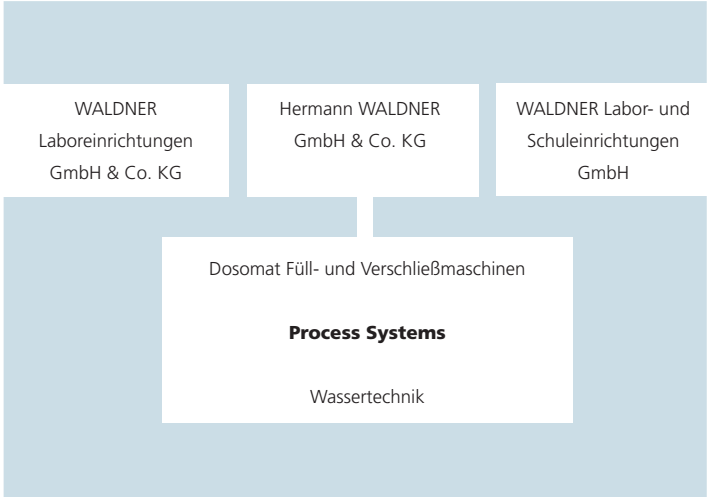 WALDNER
Laboreinrichtungen
GmbH & Co. KG
Hermann WALDNER
GmbH & Co. KG
WALDNER Labor- und
Schuleinrichtungen
GmbH
Dosomat Füll- und Verschließmaschinen
Process Systems
Wassertechnik